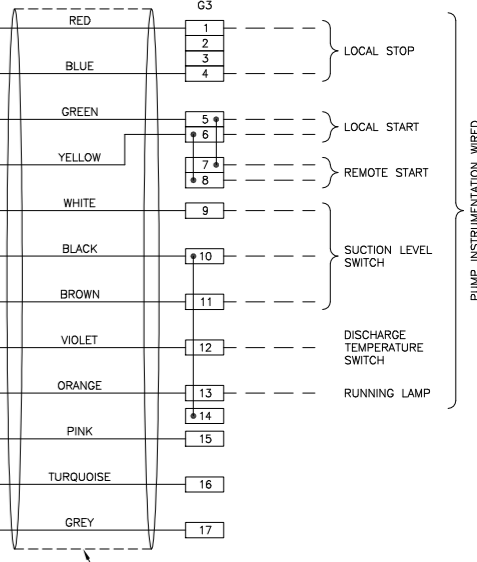 G3
RED
1
2
3
BLUE
4
LOCAL STOP
GREEN
5
6
LOCAL START
YELLOW
7
8
REMOTE START
WHITE
9
BLACK
10
SUCTION LEVEL
SWITCH
BROWN
11
VIOLET
12
DISCHARGE
TEMPERATURE
SWITCH
ORANGE
13
RUNNING LAMP
14
PINK
15
TURQUOISE
16
GREY
17
PUMP INSTRUMENTATION WIRED